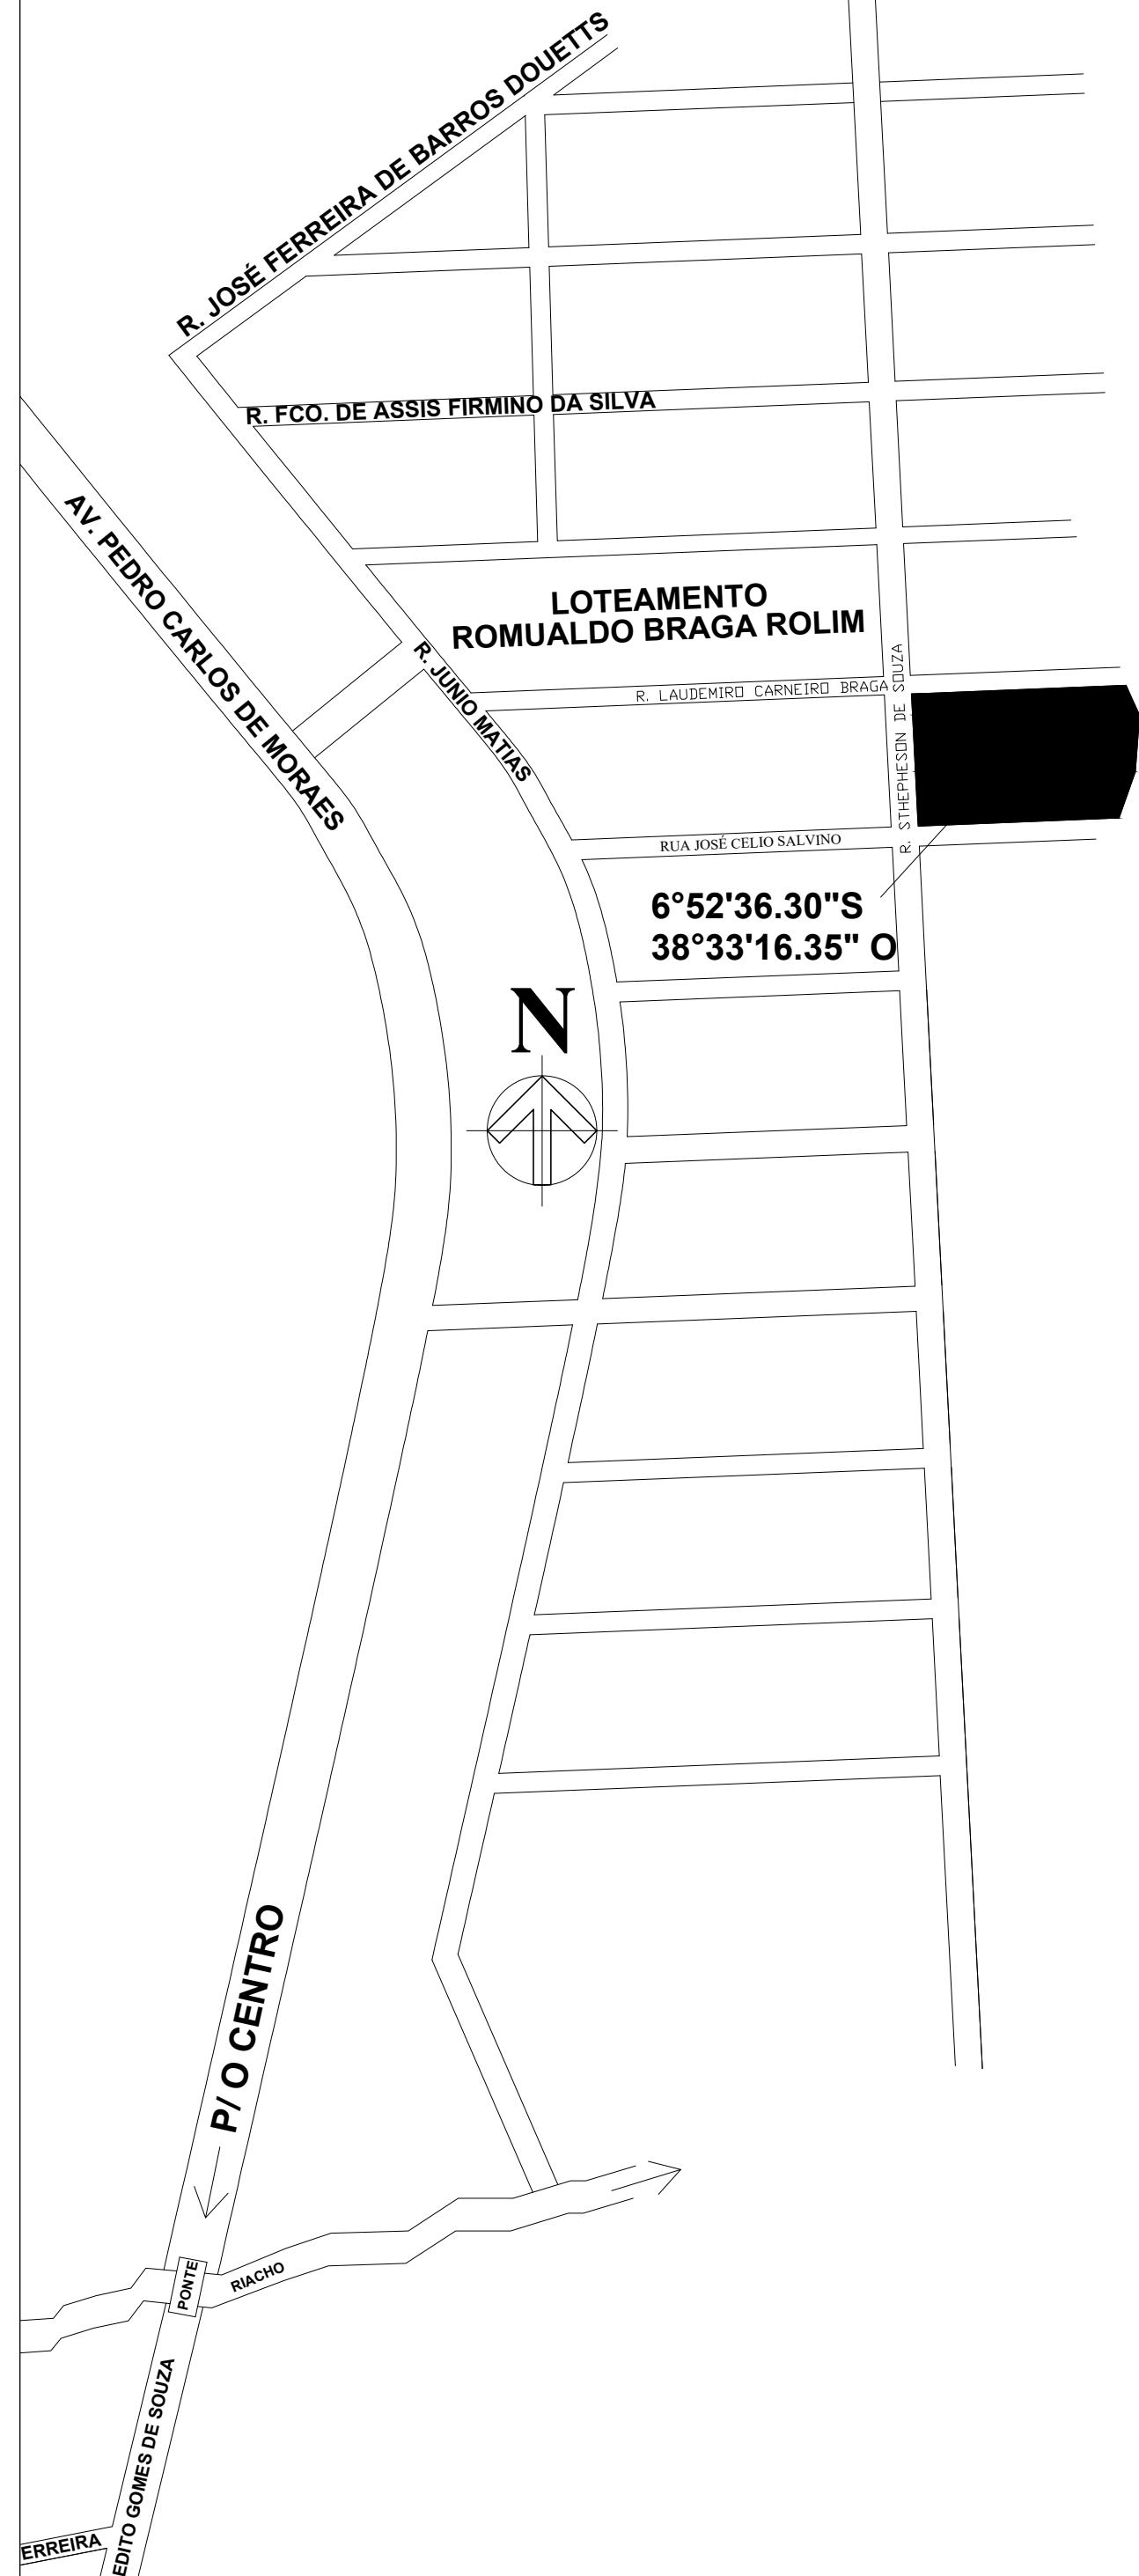 R. JOSÉ FERREIRA DE BARROS DOUETTS
R. FCO. DE ASSIS FIRMINO DA SILVA
AV. PEDRO CARLOS DE MORAES
LOTEAMENTO
ROMUALDO BRAGA ROLIM
R. JUNIO MATIAS
R. LAUDEMIRO CARNEIRO BRAGA
R. STHEPHESON DE SOUZA
RUA JOSÉ CELIO SALVINO
6°52'36.30"S
38°33'16.35" O
N
P/ O CENTRO
PONTE
RIACHO
EDITO GOMES DE SOUZA
ERREIRA